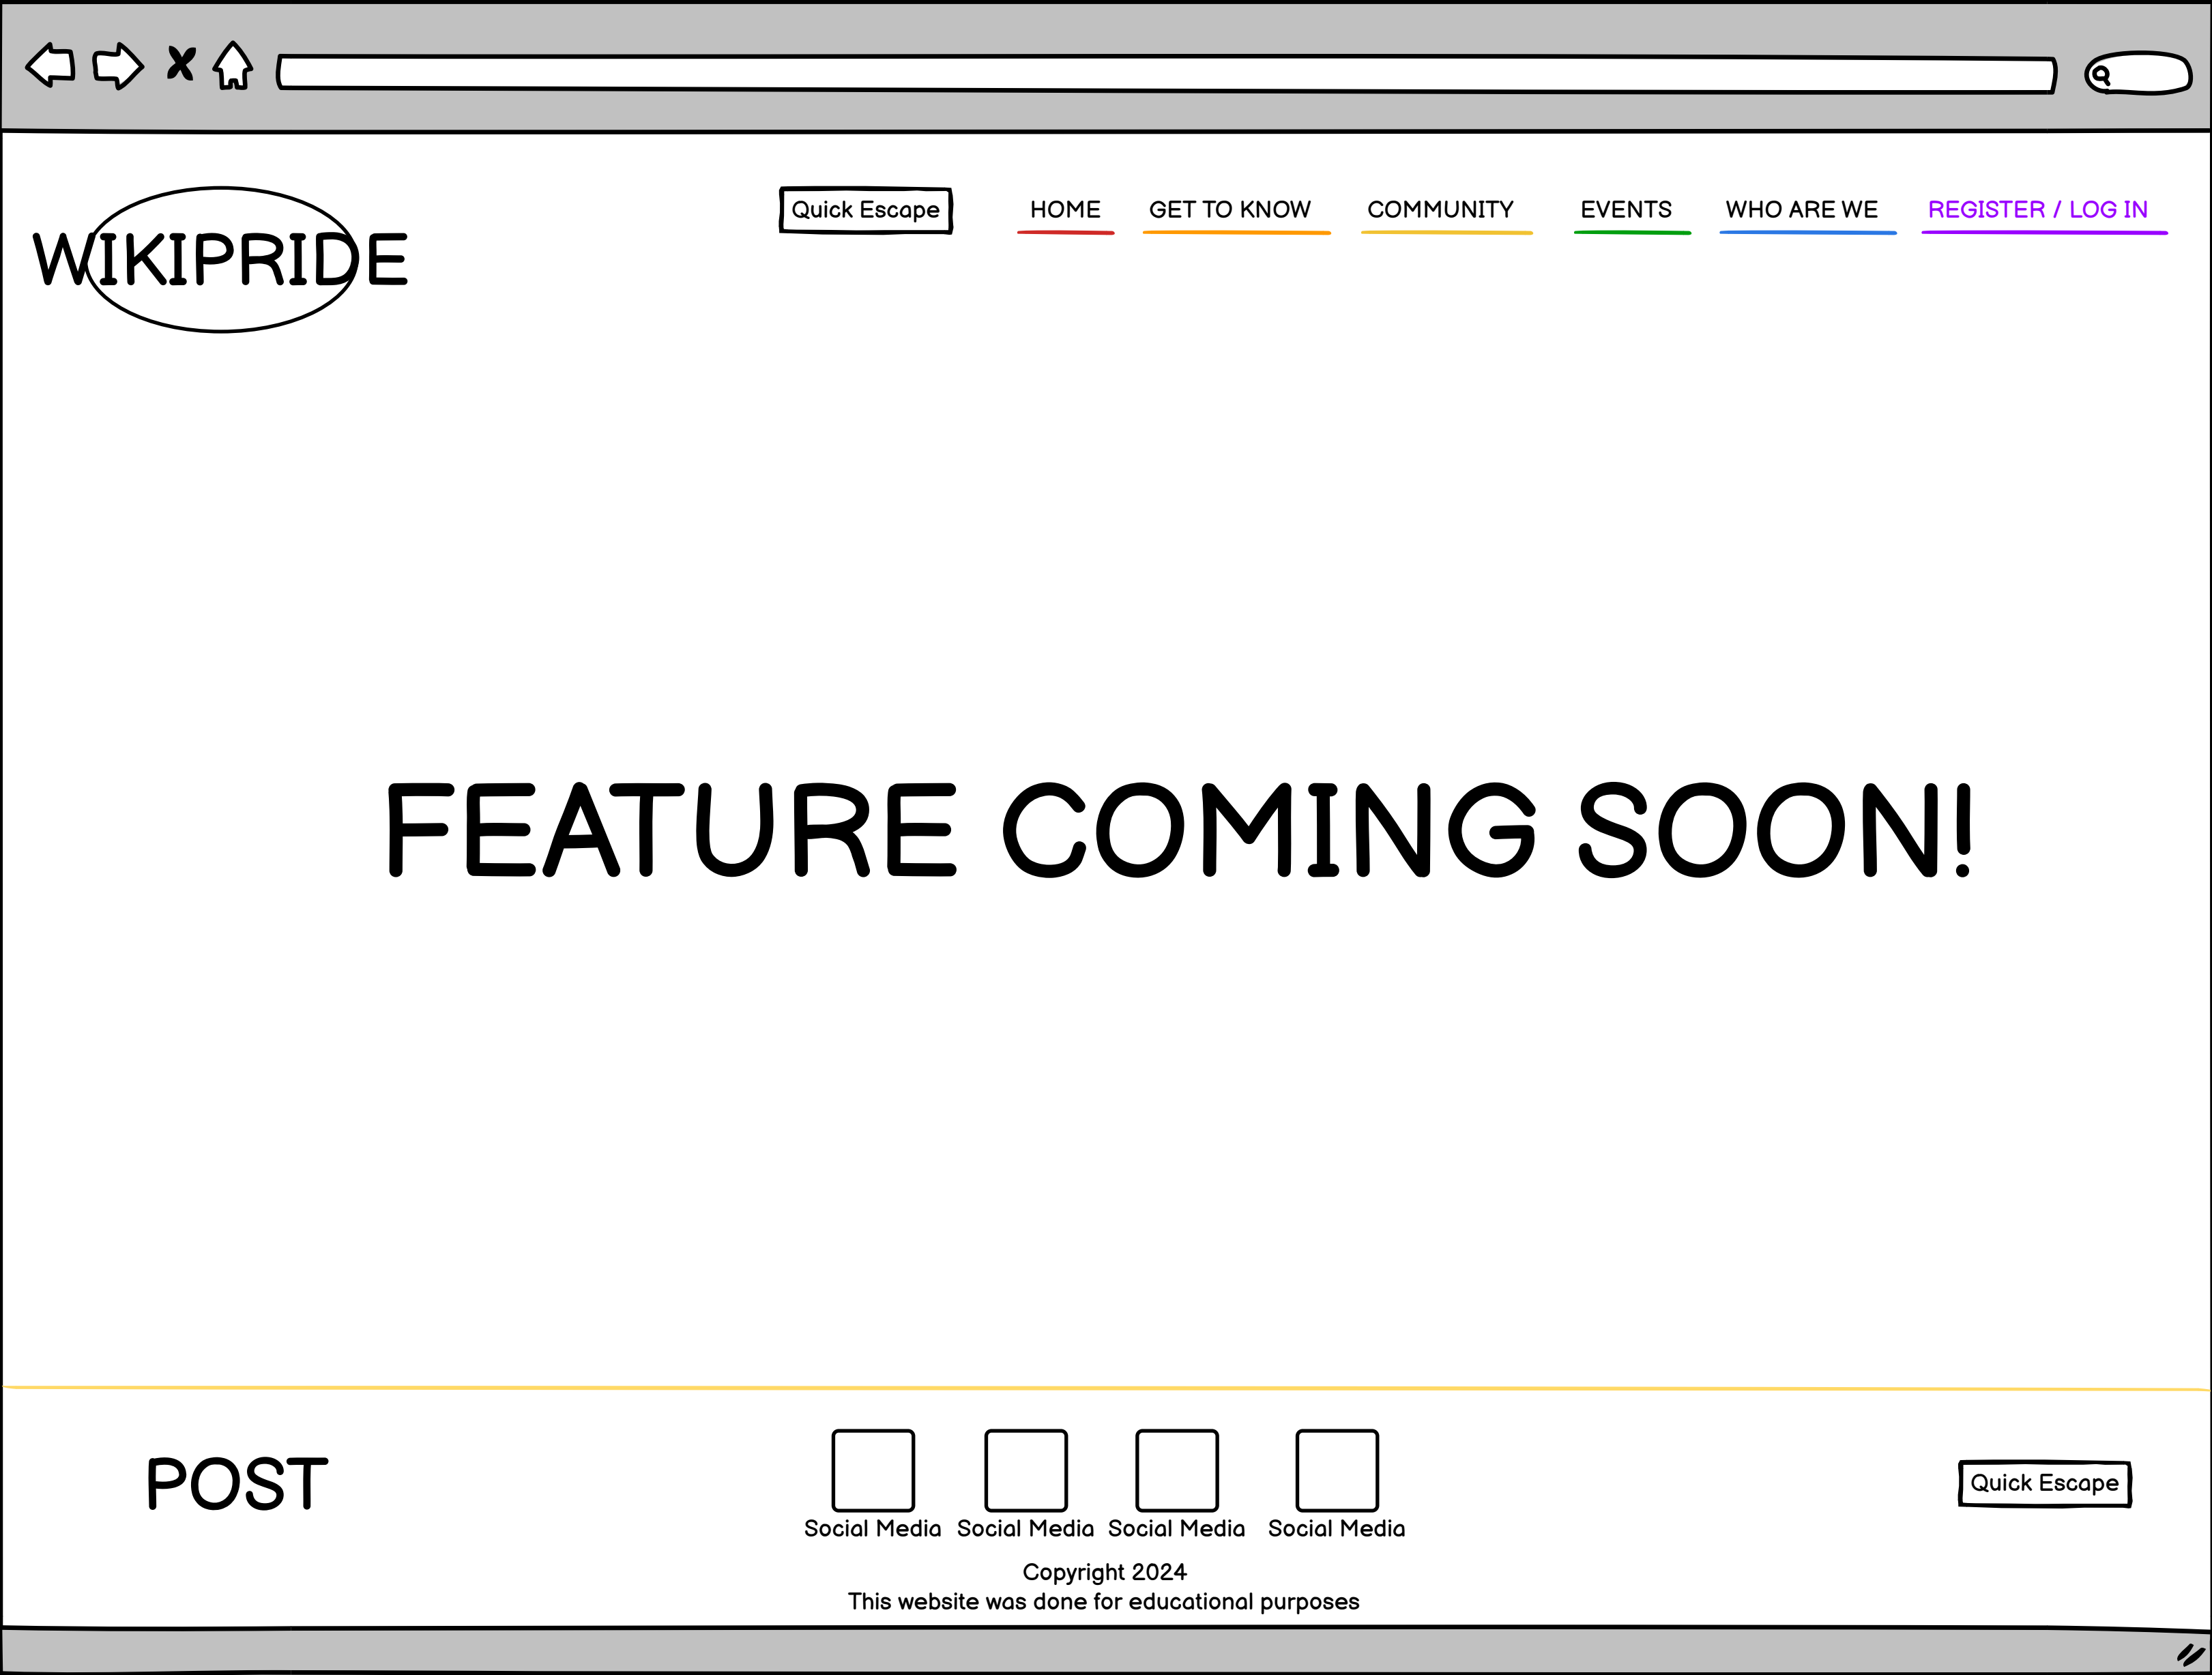 WIKIPRIDE
Quick Escape HOME GET TO KNOW COMMUNITY EVENTS WHO ARE WE REGISTER / LOG IN
FEATURE COMING SOON!
POST
Social Media Social Media Social Media Social Media
Quick Escape
Copyright 2024
This website was done for educational purposes